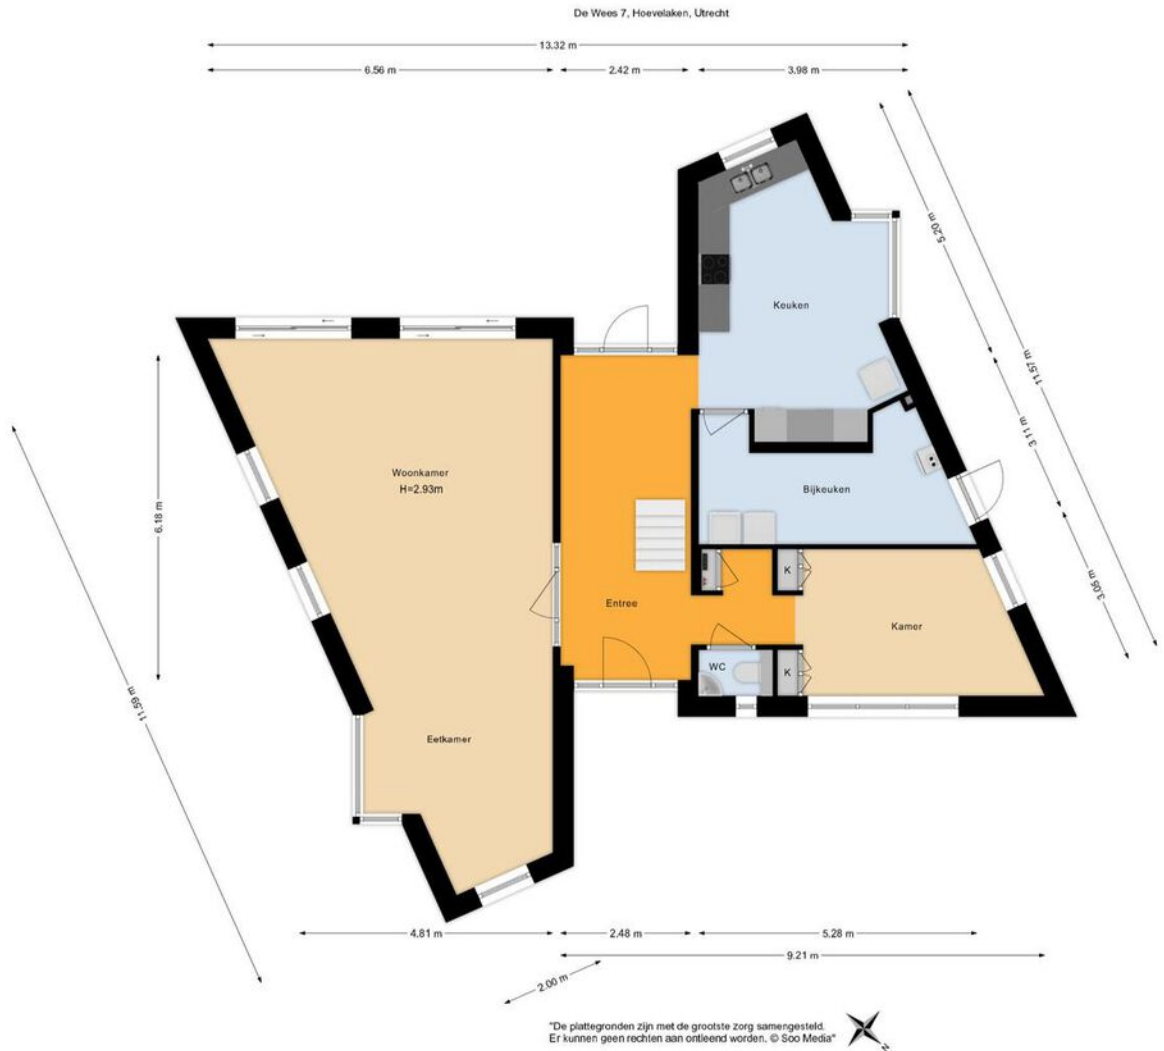 De Wees 7, Hoevelaken, Utrecht
13.32 m
6.56 m
2.42 m
3.98 m
5.20 m
11.57 m
3.11 m
3.05 m
Keuken
Woonkamer
H=2.93m
6.18 m
Bijkeuken
K
Entree
Kamer
WC
K
11.59 m
Eetkamer
4.81 m
2.48 m
5.28 m
9.21 m
2.00 m
"De plattegronden zijn met de grootste zorg samengesteld.
Er kunnen geen rechten aan ontleend worden. © Soo Media"
N